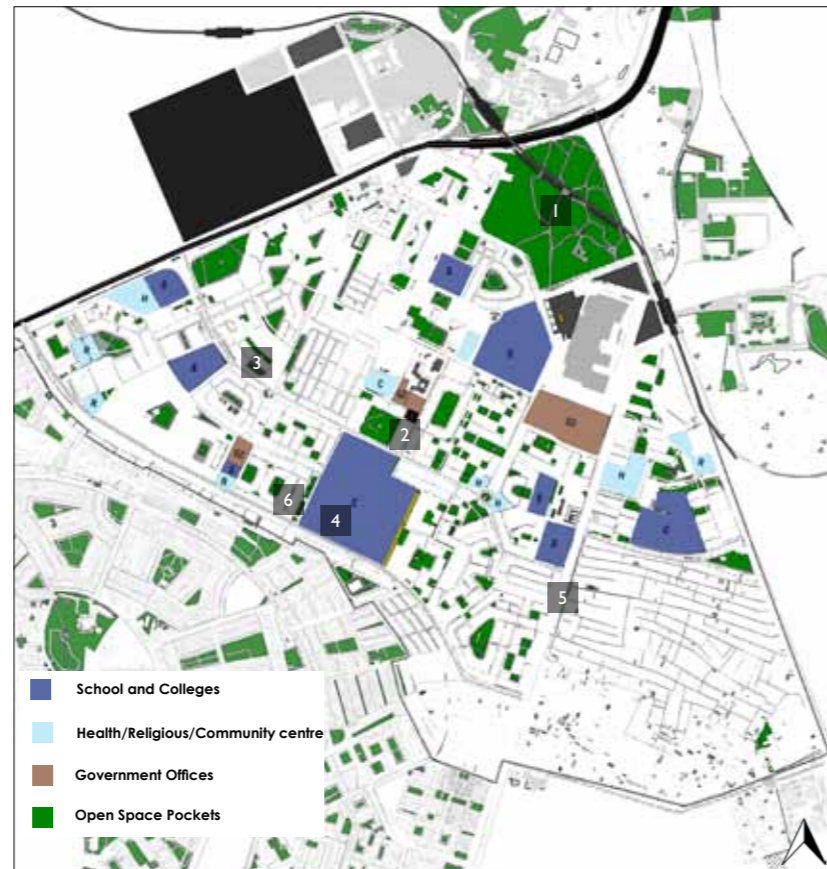 1
2
3
4
5
6
School and Colleges
Health/Religious/Community centre
Government Offices
Open Space Pockets